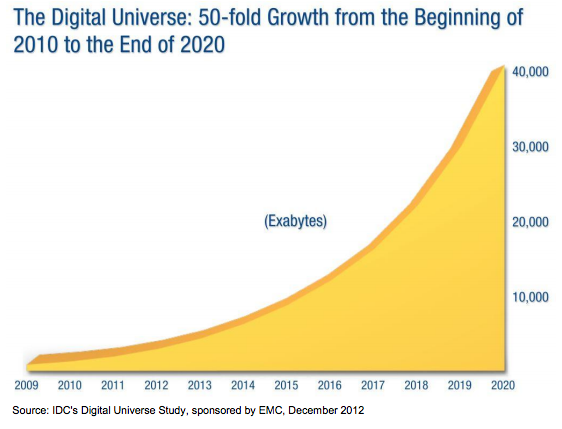 The Digital Universe: 50-fold Growth from the Beginning of
2010 to the End of 2020
40,000
30,000
(Exabytes)
20,000
10,000
2009 2010 2011 2012 2013 2014 2015 2016 2017 2018 2019 2020
Source: IDC's Digital Universe Study, sponsored by EMC, December 2012